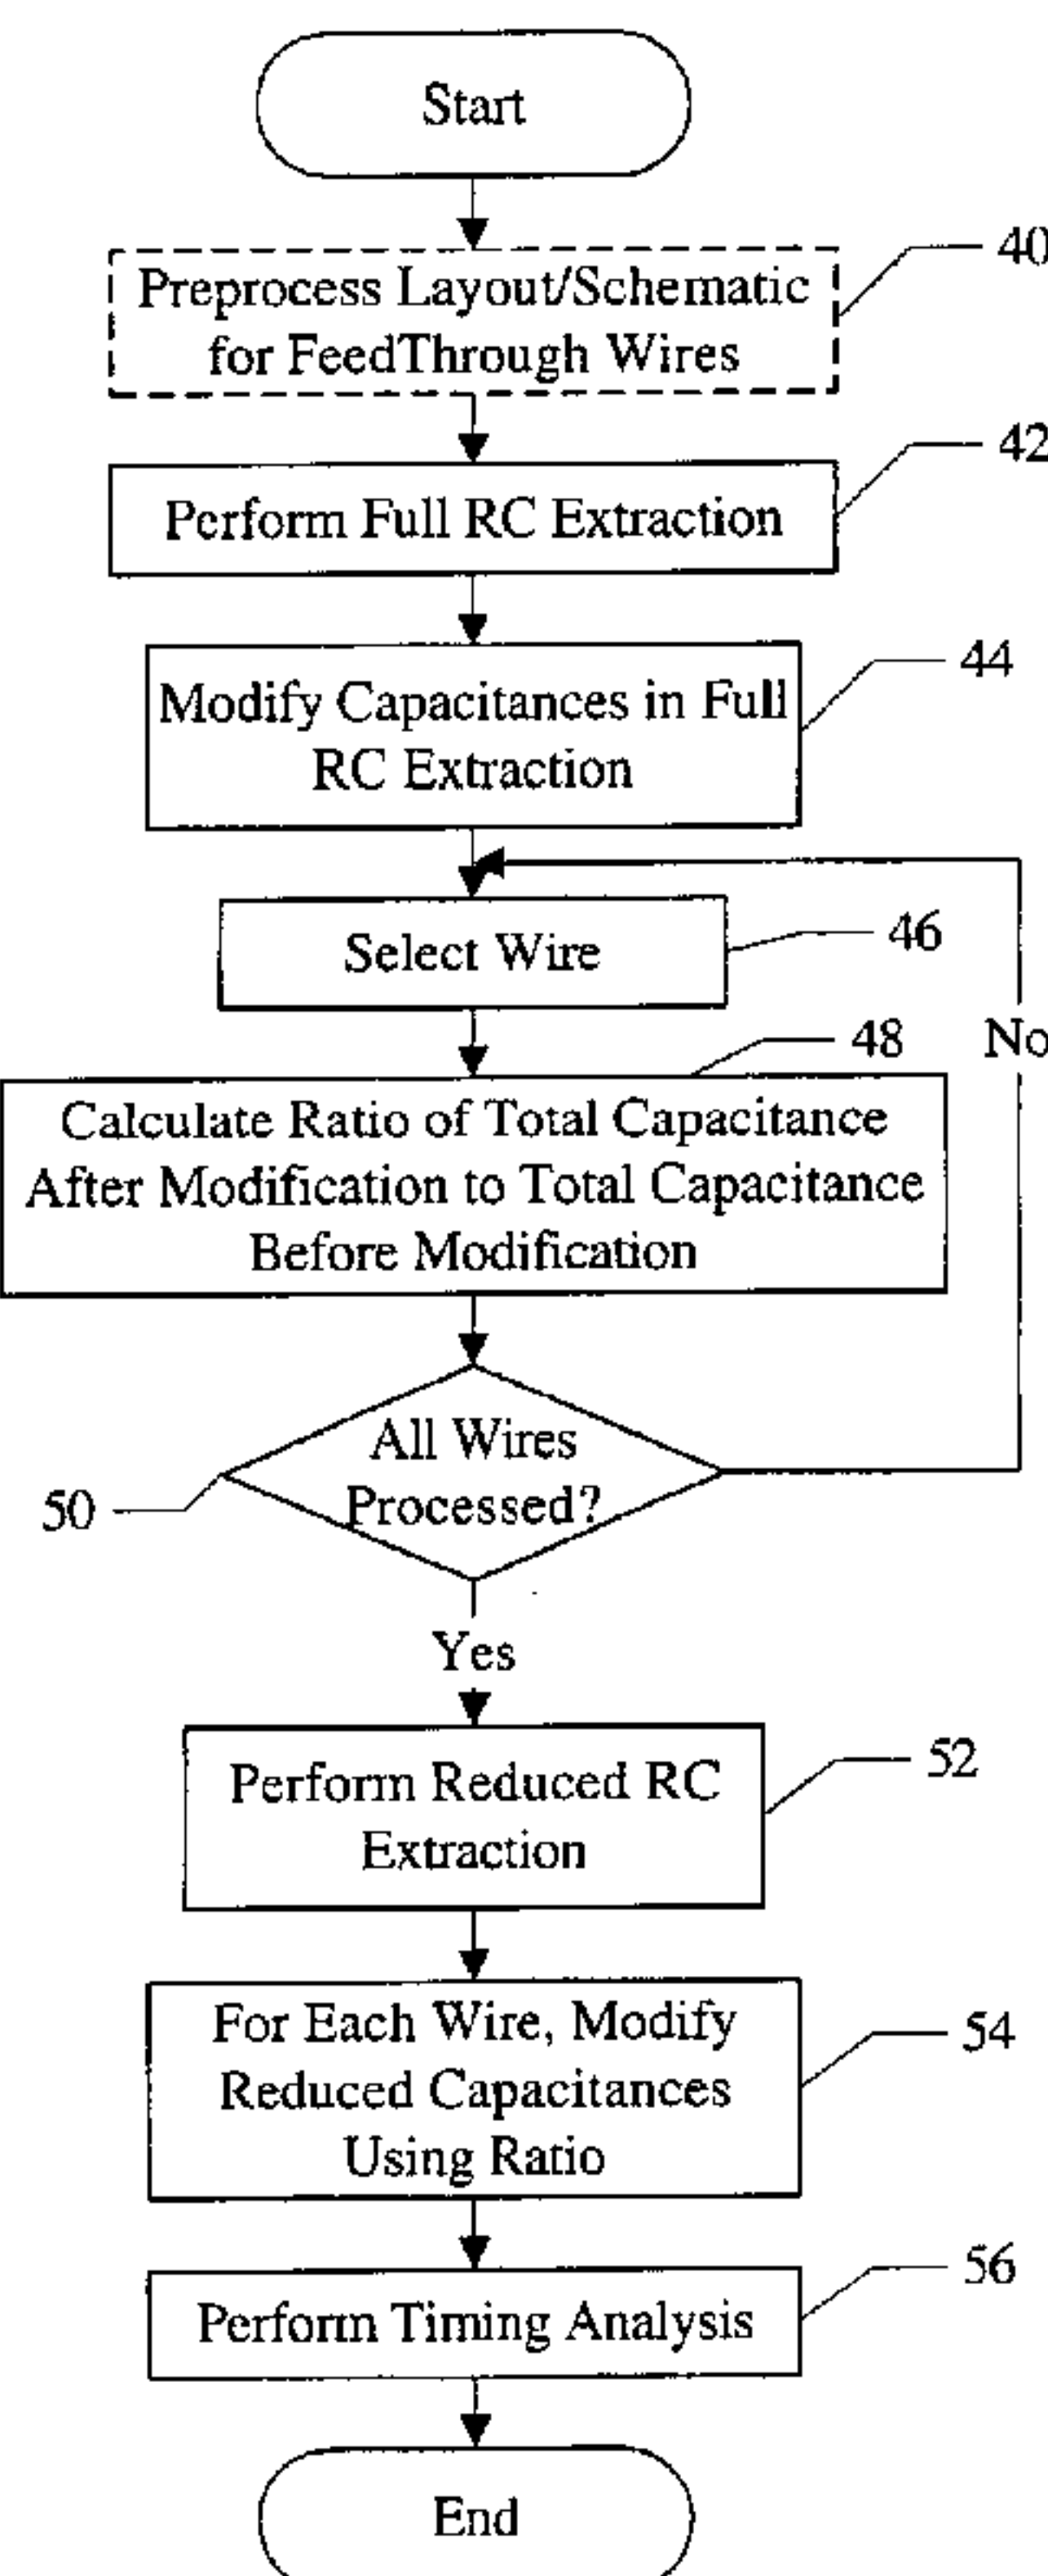 Start
Preprocess Layout/Schematic
for FeedThrough Wires
40
Perform Full RC Extraction
42
Modify Capacitances in Full
RC Extraction
44
Select Wire
46
48
No
Calculate Ratio of Total Capacitance
After Modification to Total Capacitance
Before Modification
All Wires
Processed?
50
Yes
Perform Reduced RC
Extraction
52
For Each Wire, Modify
Reduced Capacitances
Using Ratio
54
Perform Timing Analysis
56
End